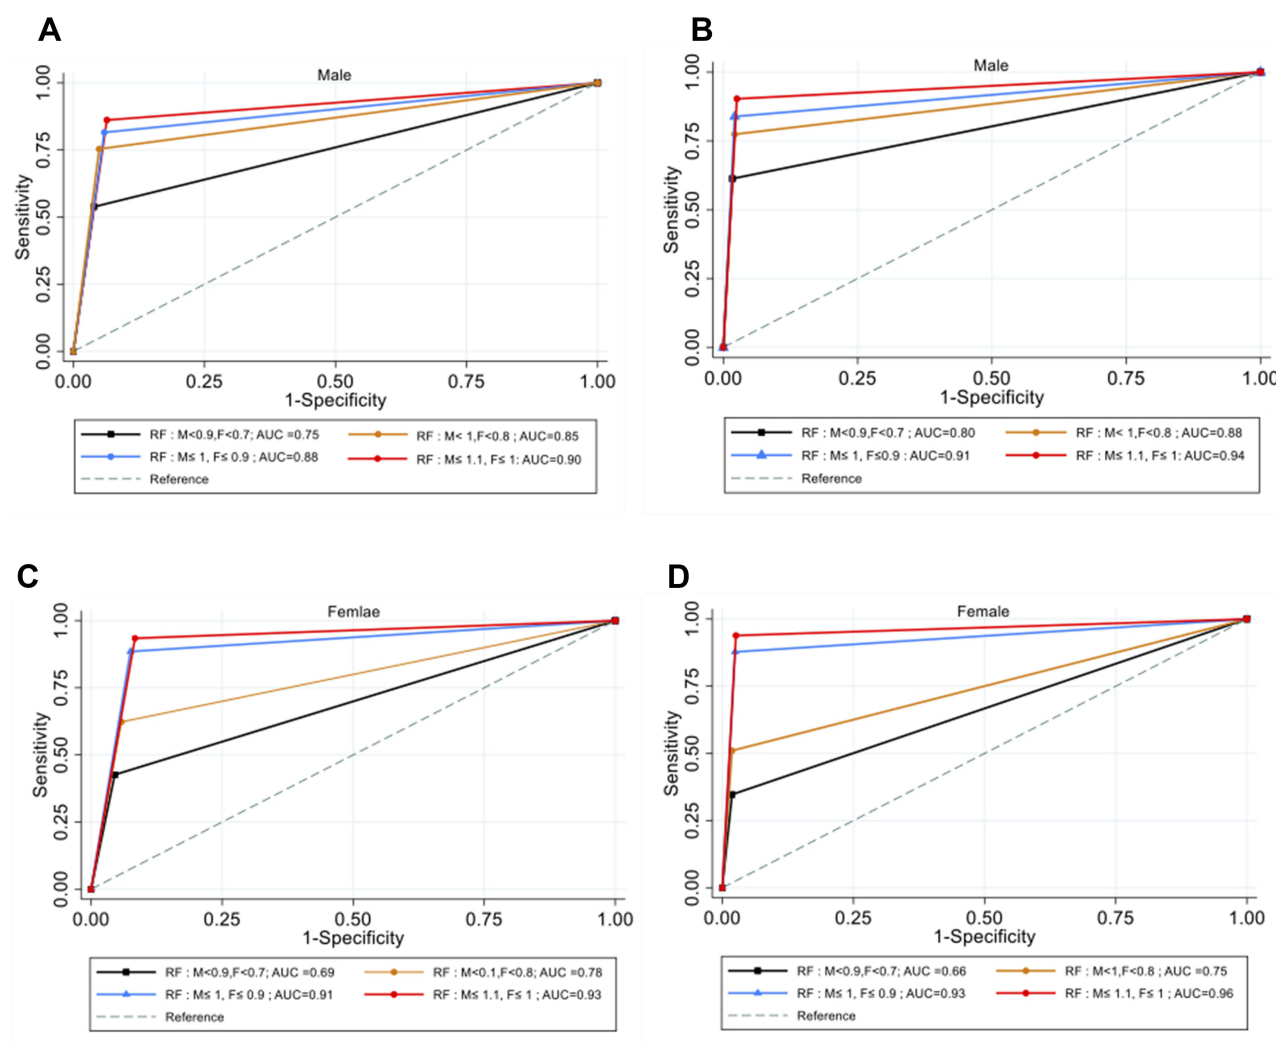 A
Male
1.00
0.75
0.50
0.25
0.00
Sensitivity
0.00 0.25 0.50 0.75 1.00
1-Specificity
RF : M<0.9,F<0.7; AUC =0.75 RF : M< 1,F<0.8 ; AUC=0.85
RF : M≤ 1, F≤ 0.9 ; AUC=0.88 RF : M≤ 1.1, F≤ 1: AUC=0.90
Reference
B
Male
1.00
0.75
0.50
0.25
0.00
Sensitivity
0.00 0.25 0.50 0.75 1.00
1-Specificity
RF : M<0.9,F<0.7 ; AUC=0.80 RF : M< 1,F<0.8 ; AUC=0.88
RF : M≤ 1, F≤0.9 : AUC=0.91 RF : M≤ 1.1, F≤ 1: AUC=0.94
Reference
C
Femlae
1.00
0.75
0.50
0.25
0.00
Sensitivity
0.00 0.25 0.50 0.75 1.00
1-Specificity
RF : M<0.9,F<0.7; AUC =0.69 RF : M<0.1,F<0.8; AUC =0.78
RF : M≤ 1, F≤ 0.9 ; AUC=0.91 RF : M≤ 1.1, F≤ 1 ; AUC=0.93
Reference
D
Female
1.00
0.75
0.50
0.25
0.00
Sensitivity
0.00 0.25 0.50 0.75 1.00
1-Specificity
RF : M<0.9,F<0.7; AUC =0.66 RF : M<1,F<0.8 ; AUC =0.75
RF : M≤ 1, F≤ 0.9 ; AUC=0.93 RF : M≤ 1.1, F≤ 1 ; AUC=0.96
Reference